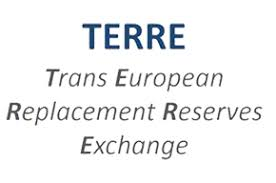 TERRE
Trans European
Replacement Reserves
Exchange